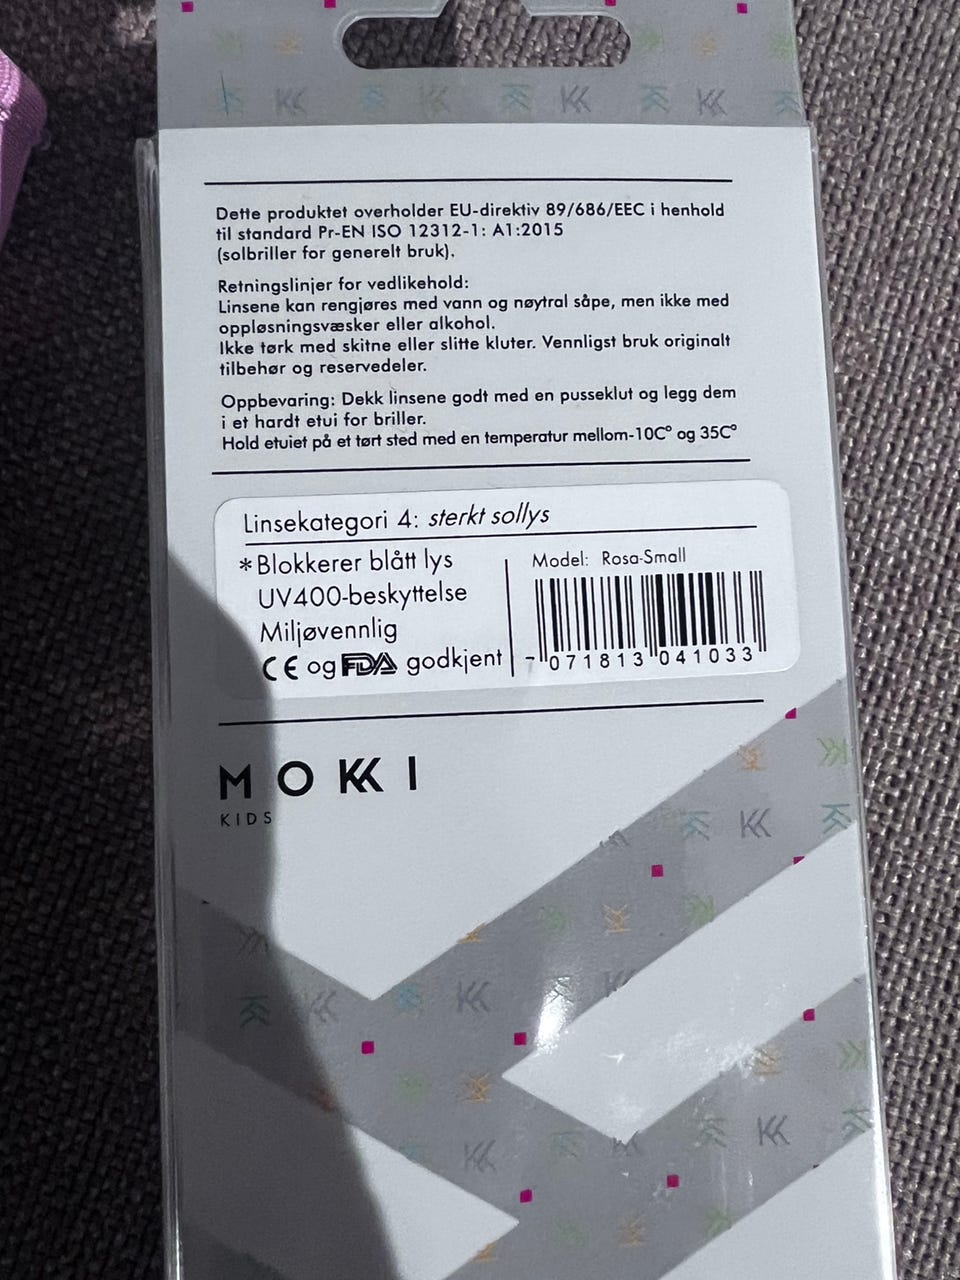 Dette produktet overholder EU-direktiv 89/686/EEC i henhold
til standard Pr-EN ISO 12312-1: A1:2015
(solbriller for generelt bruk).
Retningslinjer for vedlikehold:
Linsene kan rengjøres med vann og nøytral såpe, men ikke med
oppløsningsvæsker eller alkohol.
Ikke tørk med skitne eller slitte kluter. Vennligst bruk originalt
tilbehør og reservedeler.
Oppbevaring: Dekk linsene godt med en pusseklut og legg dem
i et hardt etui for briller.
Hold etuiet på et tørt sted med en temperatur mellom-10C° og 35C°
Linsekategori 4: sterkt sollys
*Blokkerer blått lys
UV400-beskyttelse
Miljøvennlig
CE og FDA godkjent
Model: Rosa-Small
7 071813 041033
MOKKI
KIDS